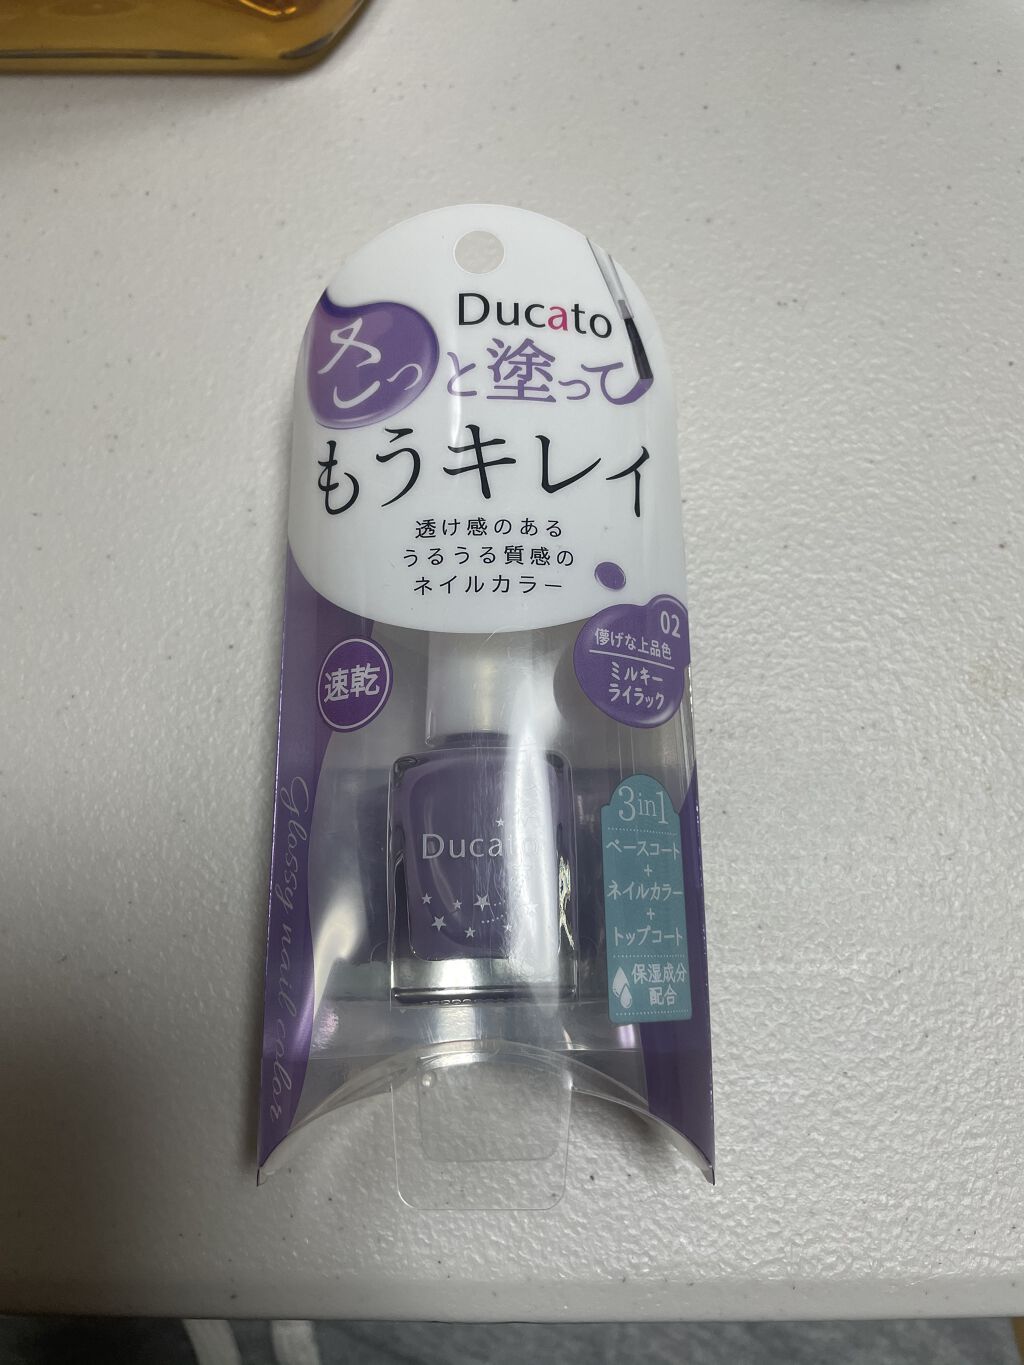 Ducato
さっと塗って
もうキレイ
透け感のある
うるうる質感の
ネイルカラー
02
儚げな上品色
ミルキー
ライラック
速乾
Ducato
3in1
ベースコート
+
ネイルカラー
+
トップコート
保湿成分
配合
Glossy nail color